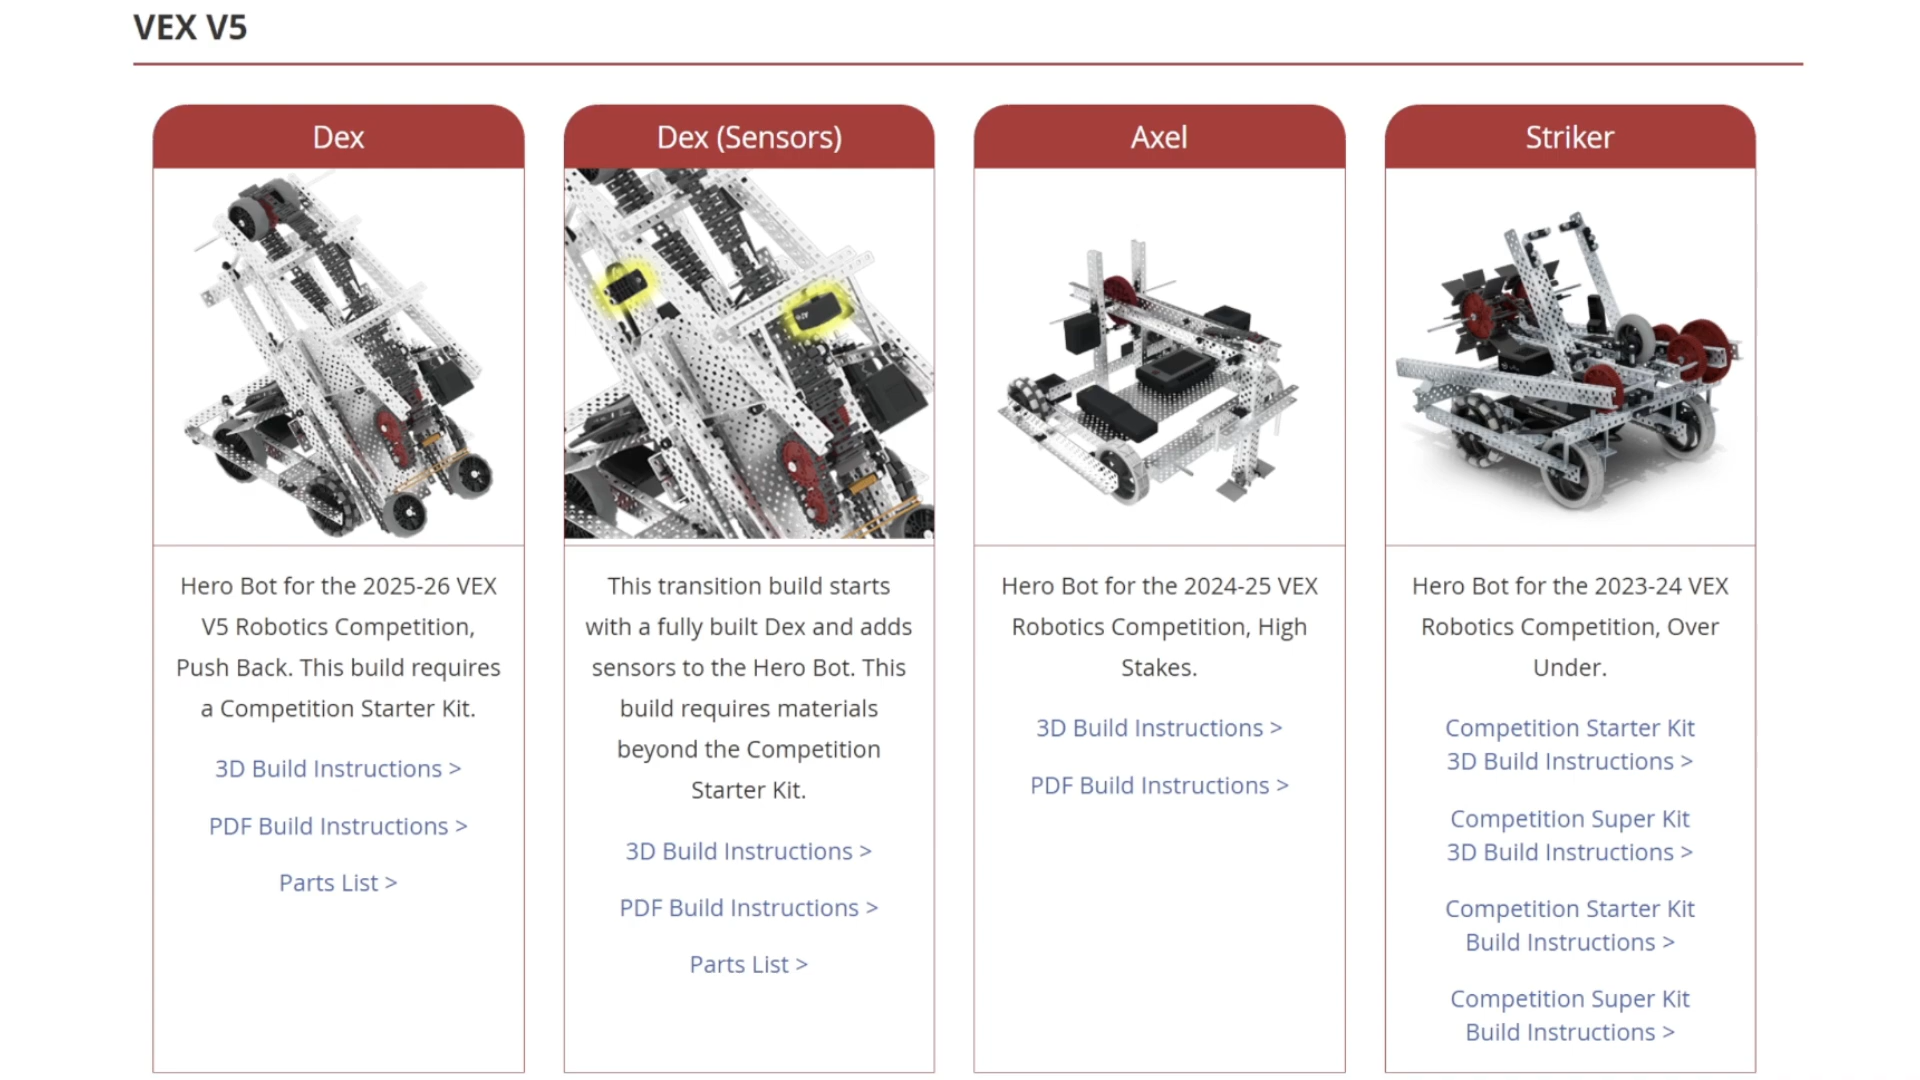 VEX V5
Dex
Hero Bot for the 2025-26 VEX
V5 Robotics Competition,
Push Back. This build requires
a Competition Starter Kit.
3D Build Instructions >
PDF Build Instructions >
Parts List >
Dex (Sensors)
This transition build starts
with a fully built Dex and adds
sensors to the Hero Bot. This
build requires materials
beyond the Competition
Starter Kit.
3D Build Instructions >
PDF Build Instructions >
Parts List >
Axel
Hero Bot for the 2024-25 VEX
Robotics Competition, High
Stakes.
3D Build Instructions >
PDF Build Instructions >
Striker
Hero Bot for the 2023-24 VEX
Robotics Competition, Over
Under.
Competition Starter Kit
3D Build Instructions >
Competition Super Kit
3D Build Instructions >
Competition Starter Kit
Build Instructions >
Competition Super Kit
Build Instructions >